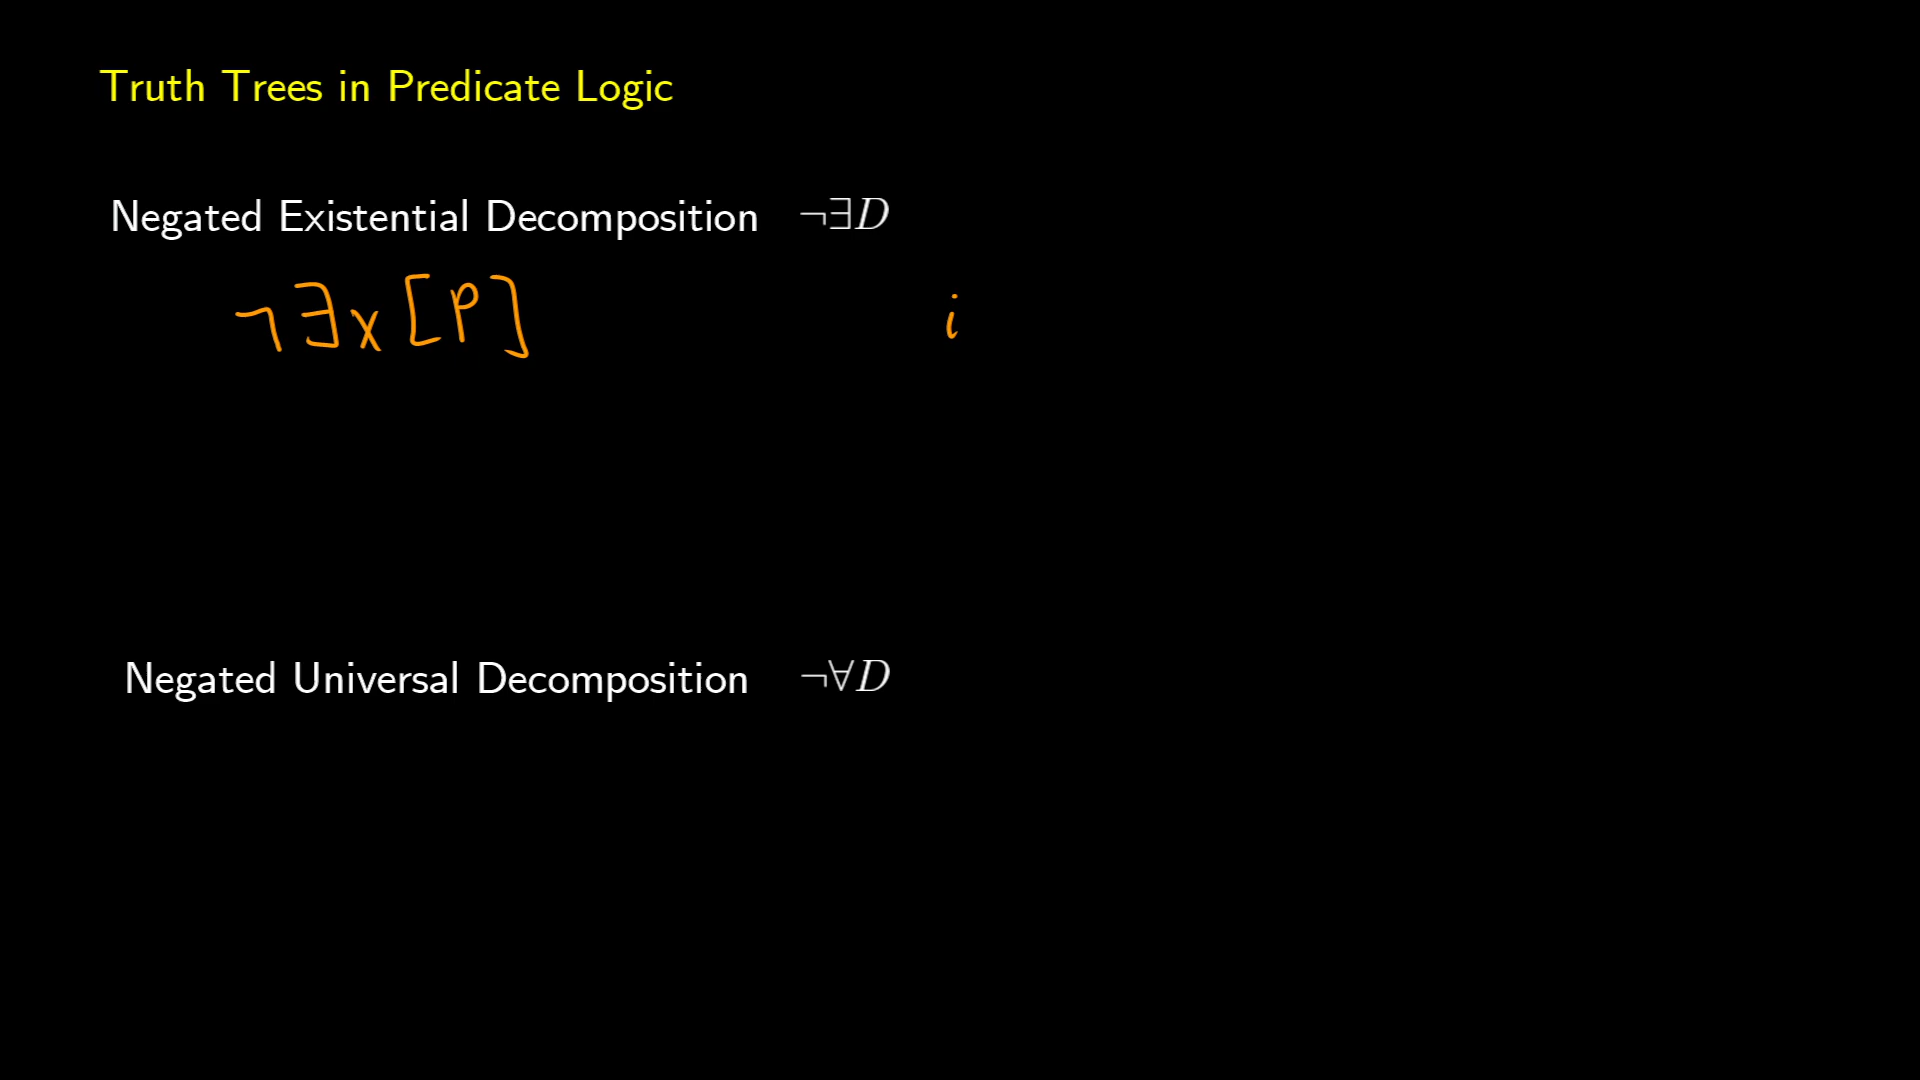 Truth Trees in Predicate Logic
Negated Existential Decomposition ¬∃D
¬∃x[P] i
Negated Universal Decomposition ¬∀D